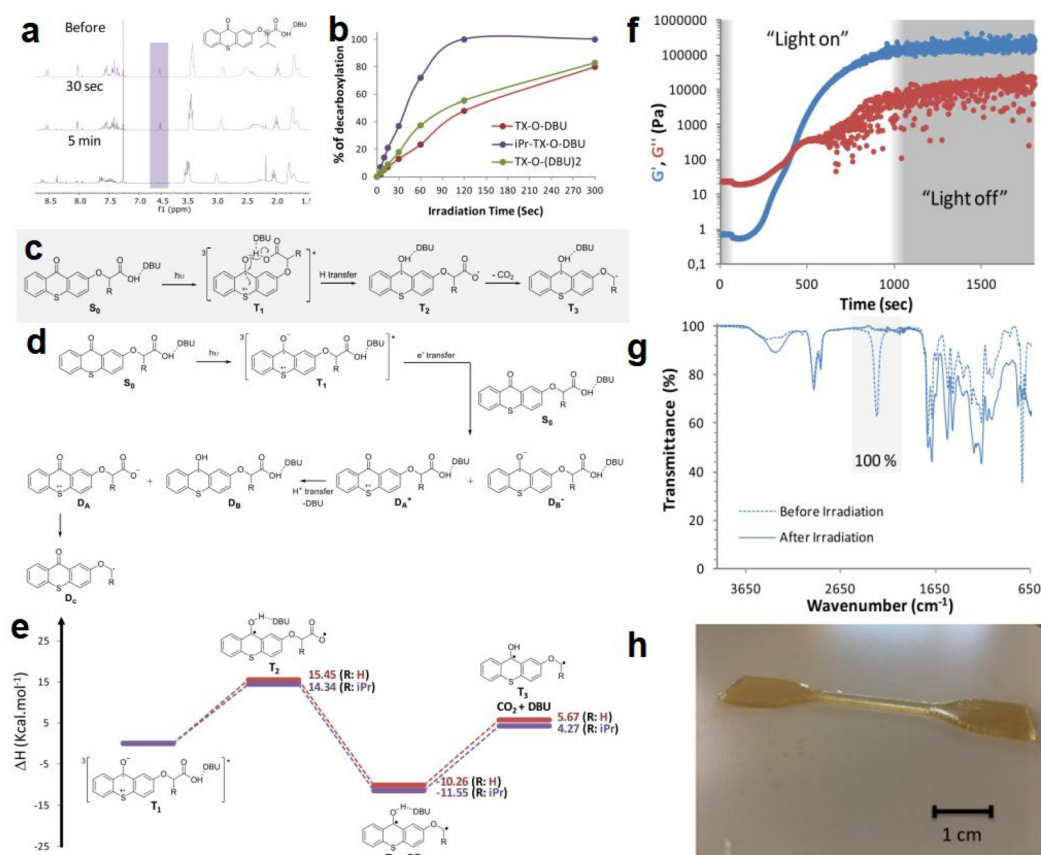 a
Before
30 sec
5 min
OH
DBU
8.5 8.0 7.5 7.0 6.5 6.0 5.5 5.0 4.5 4.0 3.5 3.0 2.5 2.0 1.5
f1 (ppm)
b
% of decarboxylation
100
80
60
40
20
0
TX-O-DBU
iPr-TX-O-DBU
TX-O-(DBU)2
0 30 60 90 120 150 180 210 240 270 300
Irradiation Time (Sec)
c
S0
hυ
T1
H transfer
T2
- CO2
T3
d
S0
hυ
T1
e- transfer
S0
DA
+
DB
H+ transfer
-DBU
DA+
+
DB-
Dc
e
ΔH (Kcal.mol-1)
25
15
5
-5
-15
-25
T1
T2
15.45 (R: H)
14.34 (R: iPr)
-10.26 (R: H)
-11.55 (R: iPr)
T3
CO2 + DBU
5.67 (R: H)
4.27 (R: iPr)
f
G', G'' (Pa)
1000000
100000
10000
1000
100
10
1
0,1
"Light on"
"Light off"
0 500 1000 1500
Time (sec)
g
Transmittance (%)
100
80
60
40
20
0
100 %
Before Irradiation
After Irradiation
3650 2650 1650 650
Wavenumber (cm-1)
h
1 cm